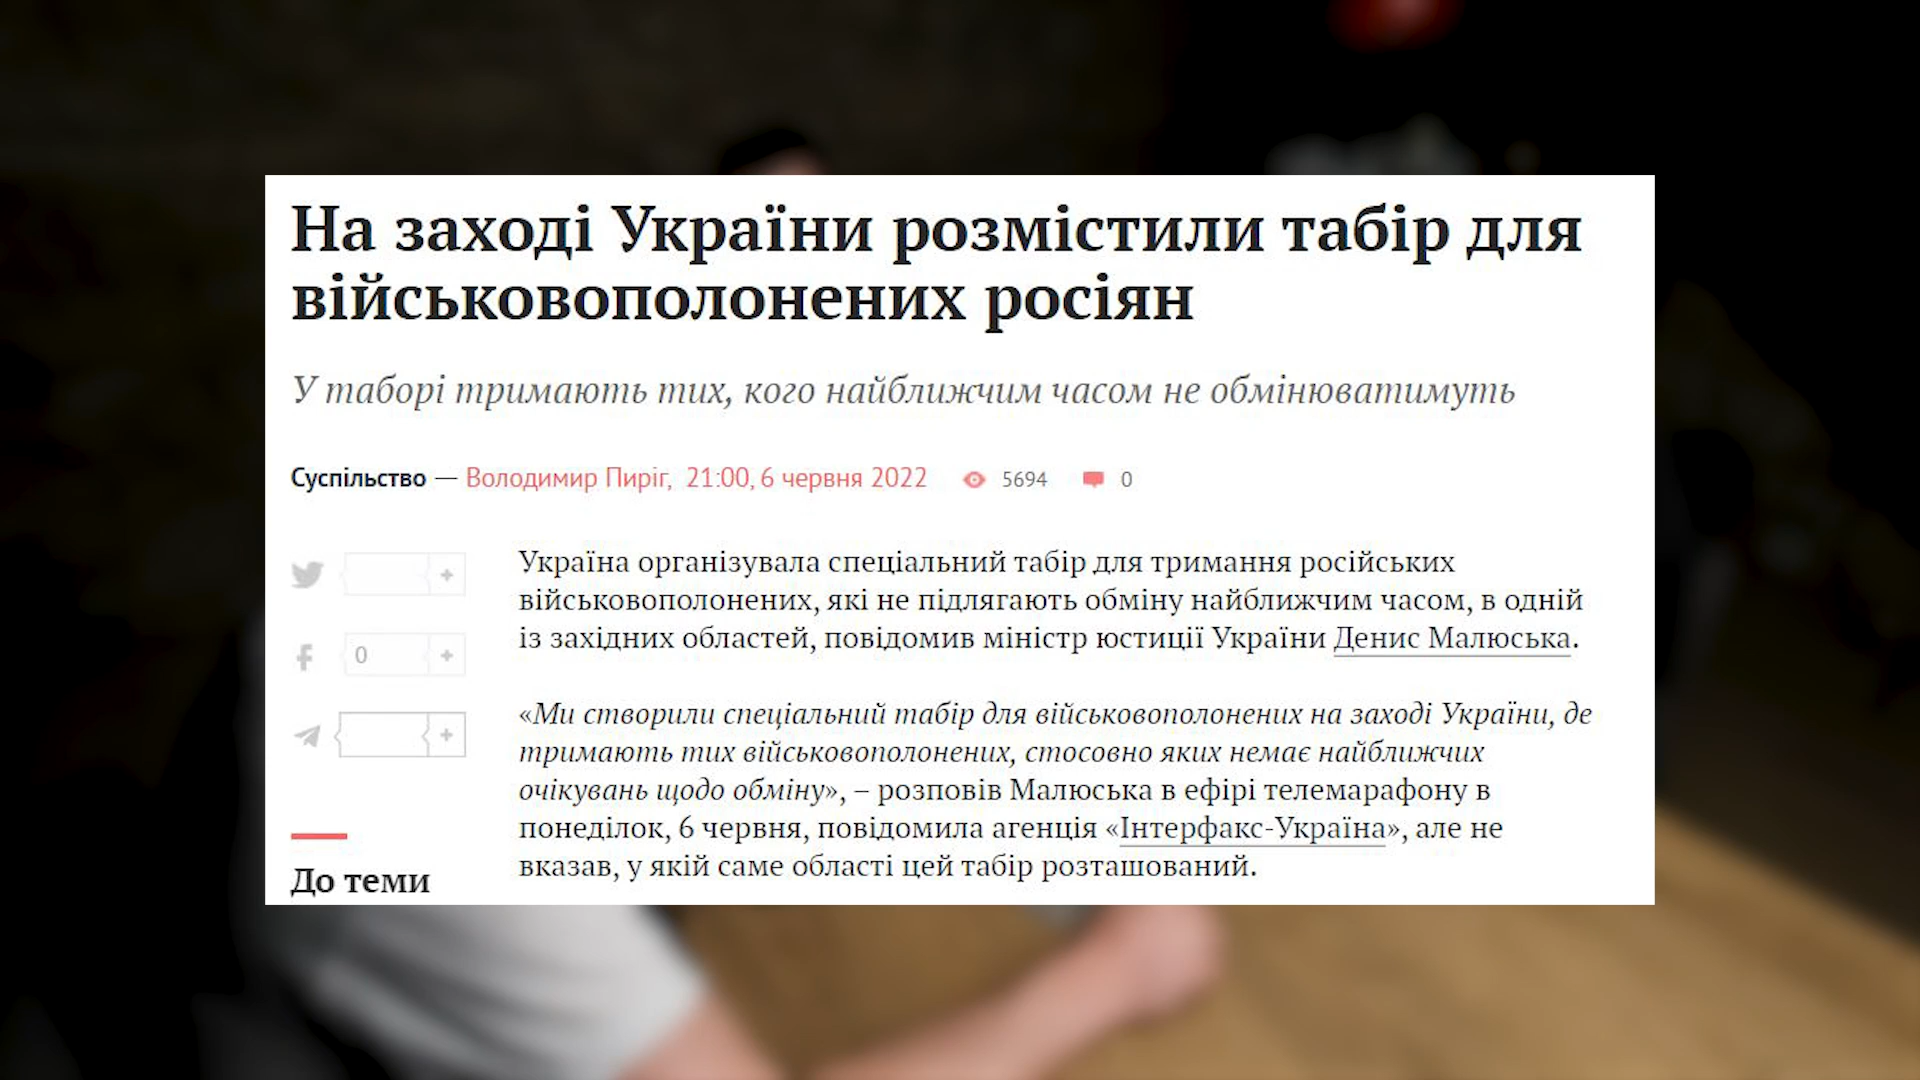 На заході України розмістили табір для
військовополонених росіян
У таборі тримають тих, кого найближчим часом не обмінюватимуть
Суспільство — Володимир Пиріг, 21:00, 6 червня 2022 5694 0
Україна організувала спеціальний табір для тримання російських
військовополонених, які не підлягають обміну найближчим часом, в одній
із західних областей, повідомив міністр юстиції України Денис Малюська.
«Ми створили спеціальний табір для військовополонених на заході України, де
тримають тих військовополонених, стосовно яких немає найближчих
очікувань щодо обміну», – розповів Малюська в ефірі телемарафону в
понеділок, 6 червня, повідомила агенція «Інтерфакс-Україна», але не
вказав, у якій саме області цей табір розташований.
+
0 +
+
До теми